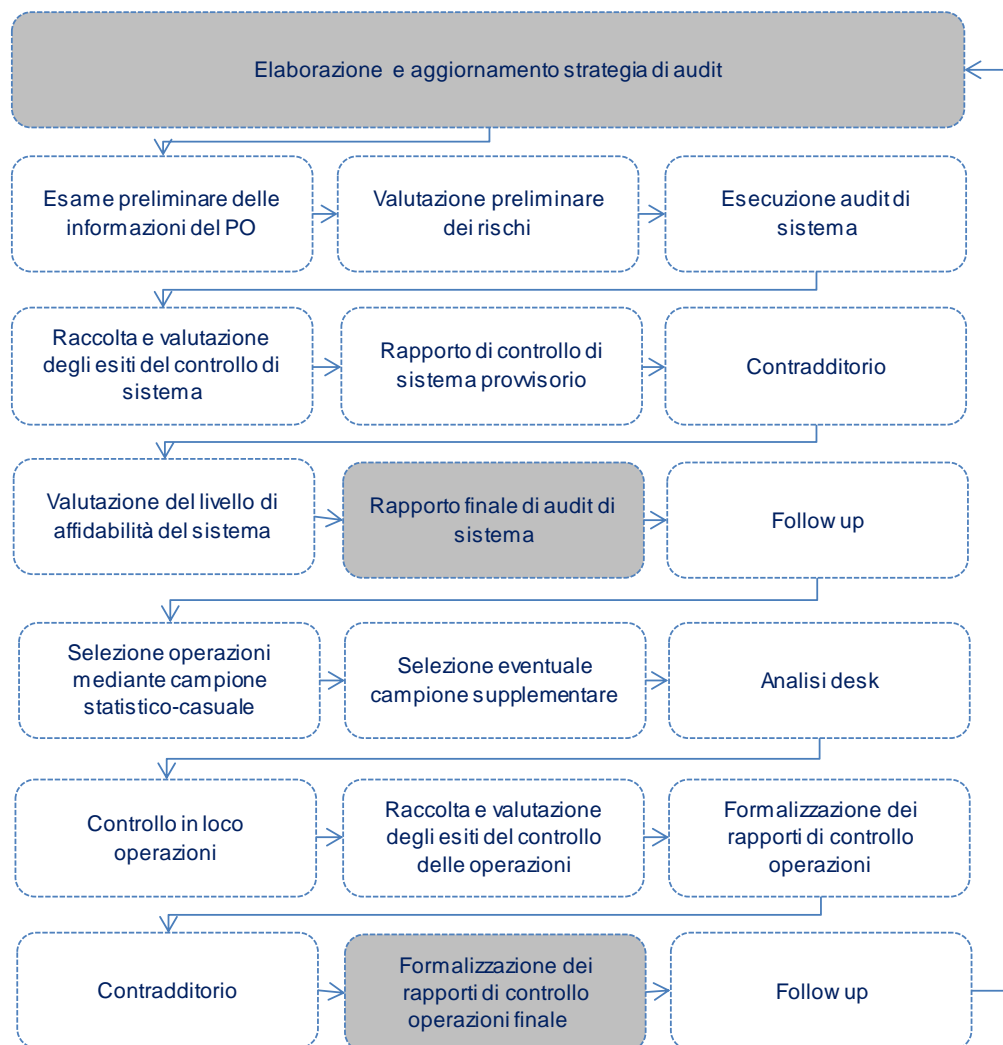 Elaborazione e aggiornamento strategia di audit
Esame preliminare delle
informazioni del PO
Valutazione preliminare
dei rischi
Esecuzione audit di
sistema
Raccolta e valutazione
degli esiti del controllo di
sistema
Rapporto di controllo di
sistema provvisorio
Contradditorio
Valutazione del livello di
affidabilità del sistema
Rapporto finale di audit di
sistema
Follow up
Selezione operazioni
mediante campione
statistico-casuale
Selezione eventuale
campione supplementare
Analisi desk
Controllo in loco
operazioni
Raccolta e valutazione
degli esiti del controllo
delle operazioni
Formalizzazione dei
rapporti di controllo
operazioni
Contradditorio
Formalizzazione dei
rapporti di controllo
operazioni finale
Follow up